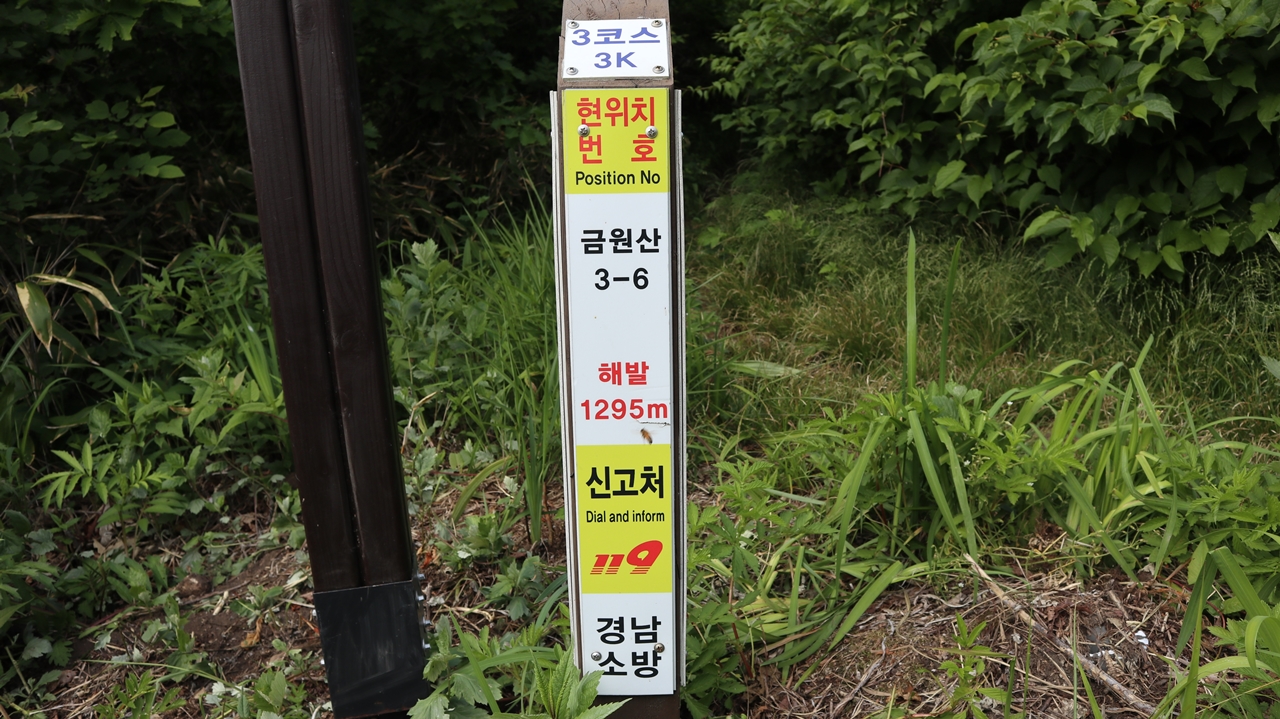 3코스
3K
현위치
번 호
Position No
금원산
3-6
해발
1295m
신고처
Dial and inform
119
경남
소방